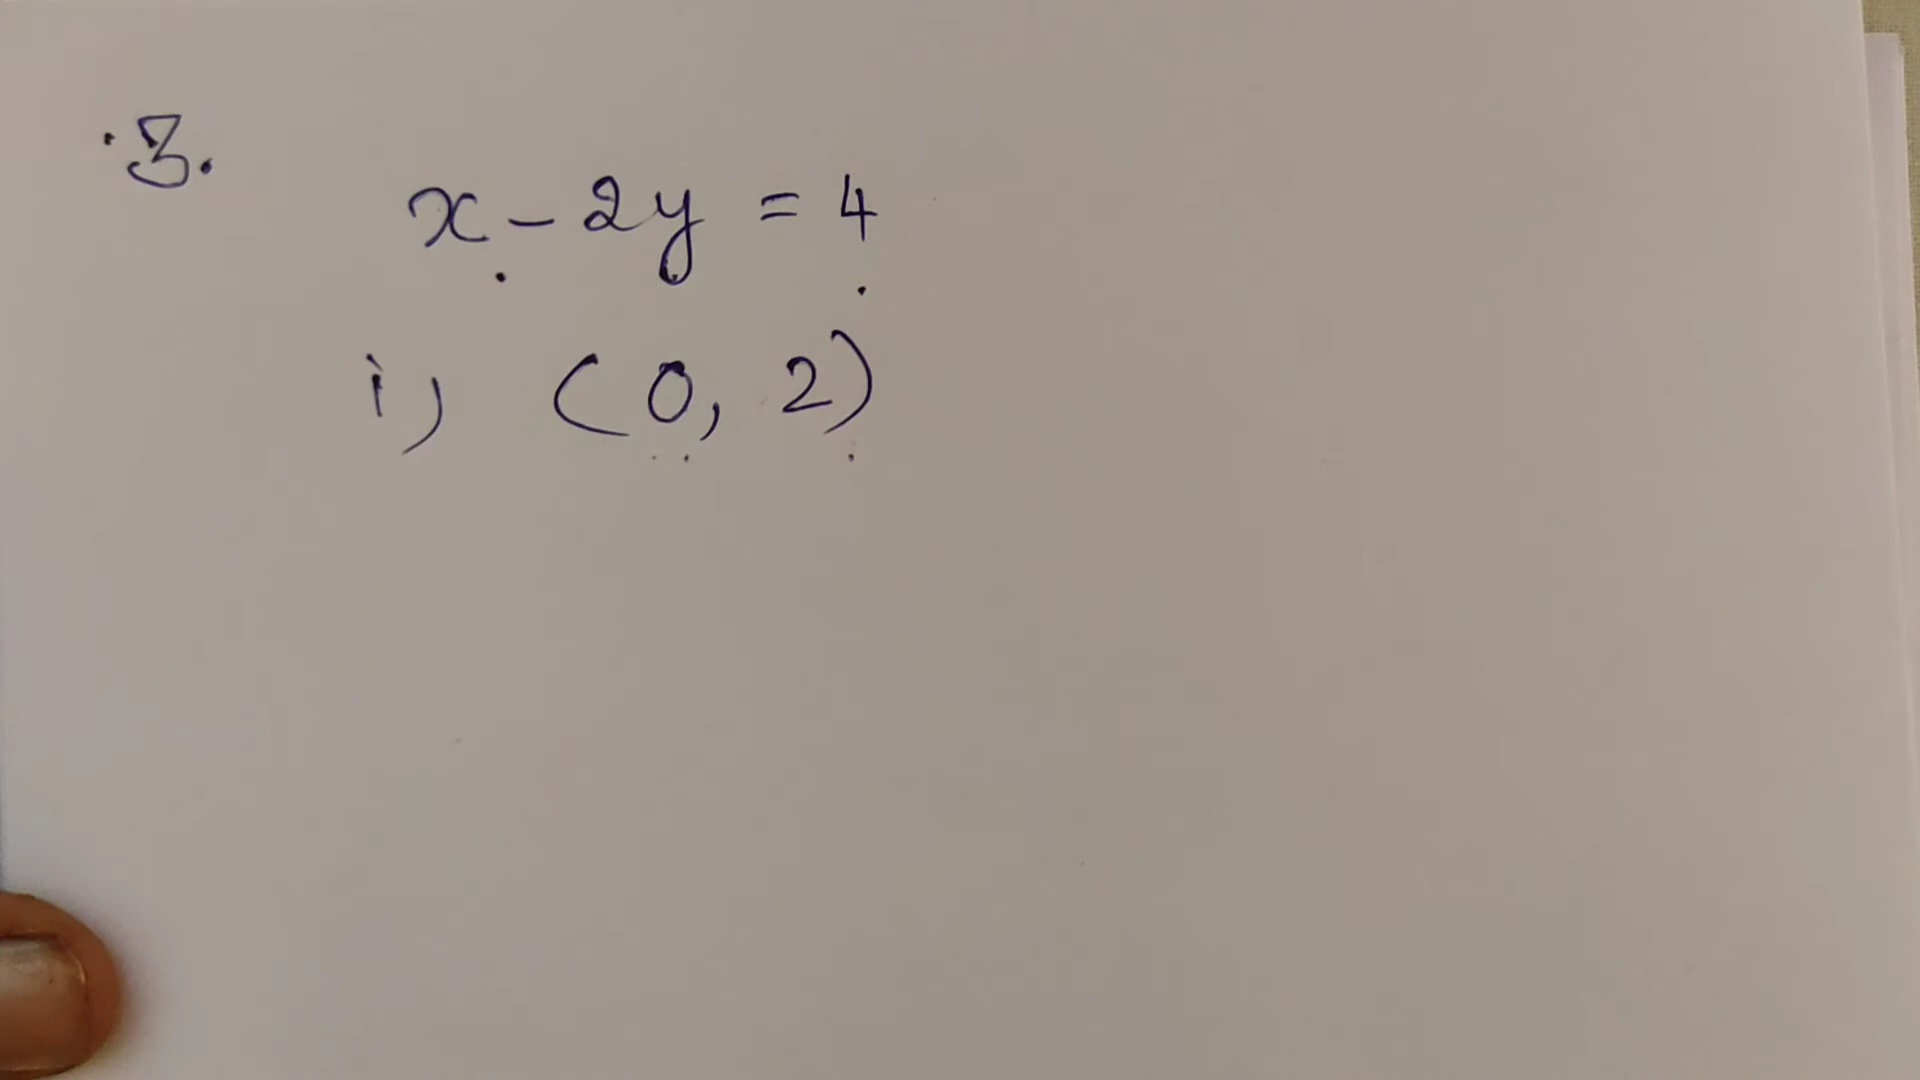 3.
x - 2y = 4
i) (0, 2)